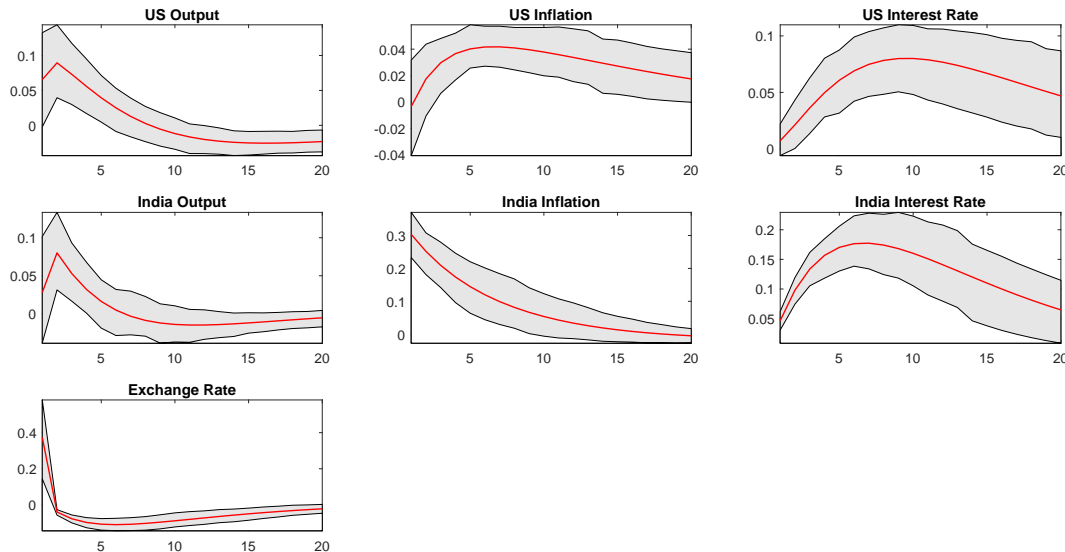 US Output
US Inflation
US Interest Rate
0.1
0.05
0
5 10 15 20
0.04
0.02
0
-0.02
-0.04
5 10 15 20
0.1
0.05
0
5 10 15 20
India Output
India Inflation
India Interest Rate
0.1
0.05
0
5 10 15 20
0.3
0.2
0.1
0
5 10 15 20
0.2
0.15
0.1
0.05
5 10 15 20
Exchange Rate
0.4
0.2
0
5 10 15 20